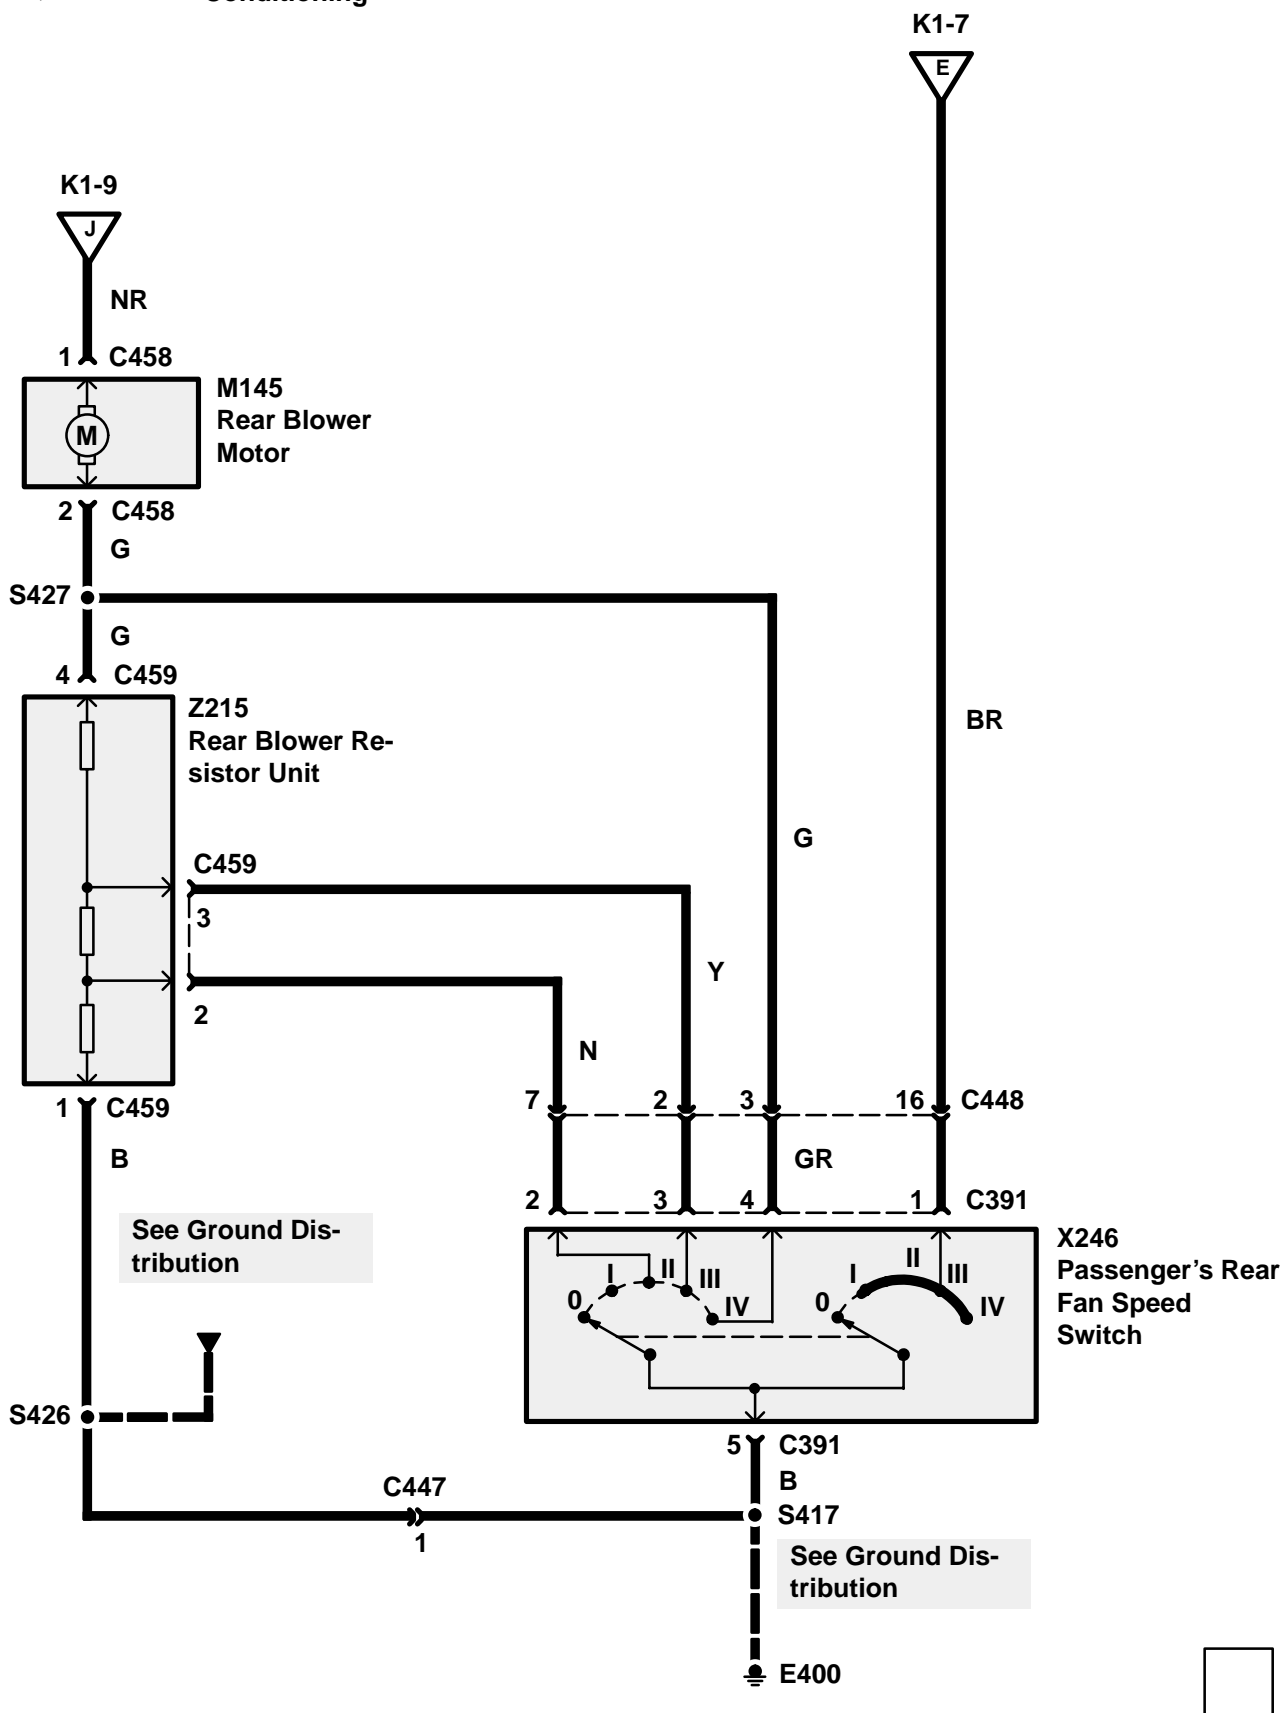 Conditioning
K1-7
E
K1-9
J
NR
1 C458
M145
Rear Blower
Motor
M
2 C458
G
S427
G
4 C459
Z215
Rear Blower Re-
sistor Unit
BR
G
C459
3
Y
2
N
1 C459
7 2 3 16 C448
B
GR
2 3 4 1 C391
See Ground Dis-
tribution
X246
Passenger’s Rear
Fan Speed
Switch
0 I II III IV
0 I II III IV
S426
5 C391
B
C447
1
S417
See Ground Dis-
tribution
E400